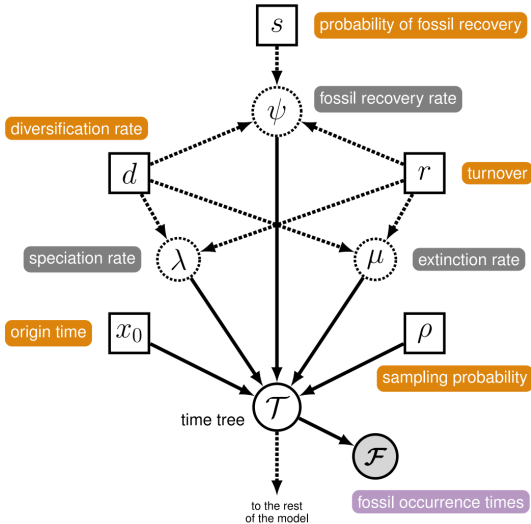 s
probability of fossil recovery
ψ
fossil recovery rate
diversification rate
d
r
turnover
speciation rate
λ
μ
extinction rate
origin time
x₀
ρ
sampling probability
time tree
𝒯
ℱ
to the rest
of the model
fossil occurrence times